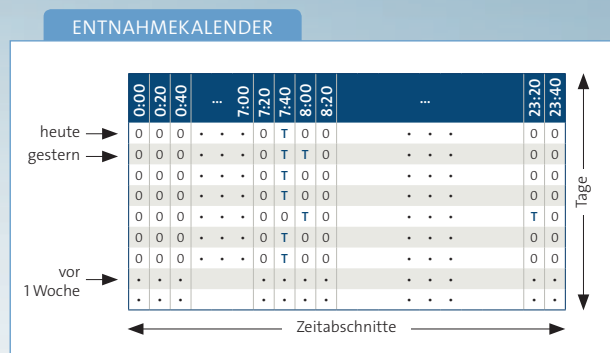 ENTNAHMEKALENDER
0:00 0:20 0:40 ... 7:00 7:20 7:40 8:00 8:20 ... 23:20 23:40
heute 0 0 0 • • • 0 T 0 0 • • • 0 0
gestern 0 0 0 • • • 0 T T 0 • • • 0 0
0 0 0 • • • 0 T 0 0 • • • 0 0
0 0 0 • • • 0 T 0 0 • • • 0 0
0 0 0 • • • 0 0 T 0 • • • T 0
0 0 0 • • • 0 T 0 0 • • • 0 0
0 0 0 • • • 0 T 0 0 • • • 0 0
vor
1 Woche
• • • • • • • • •
• • • • • • • • •
Tage
Zeitabschnitte